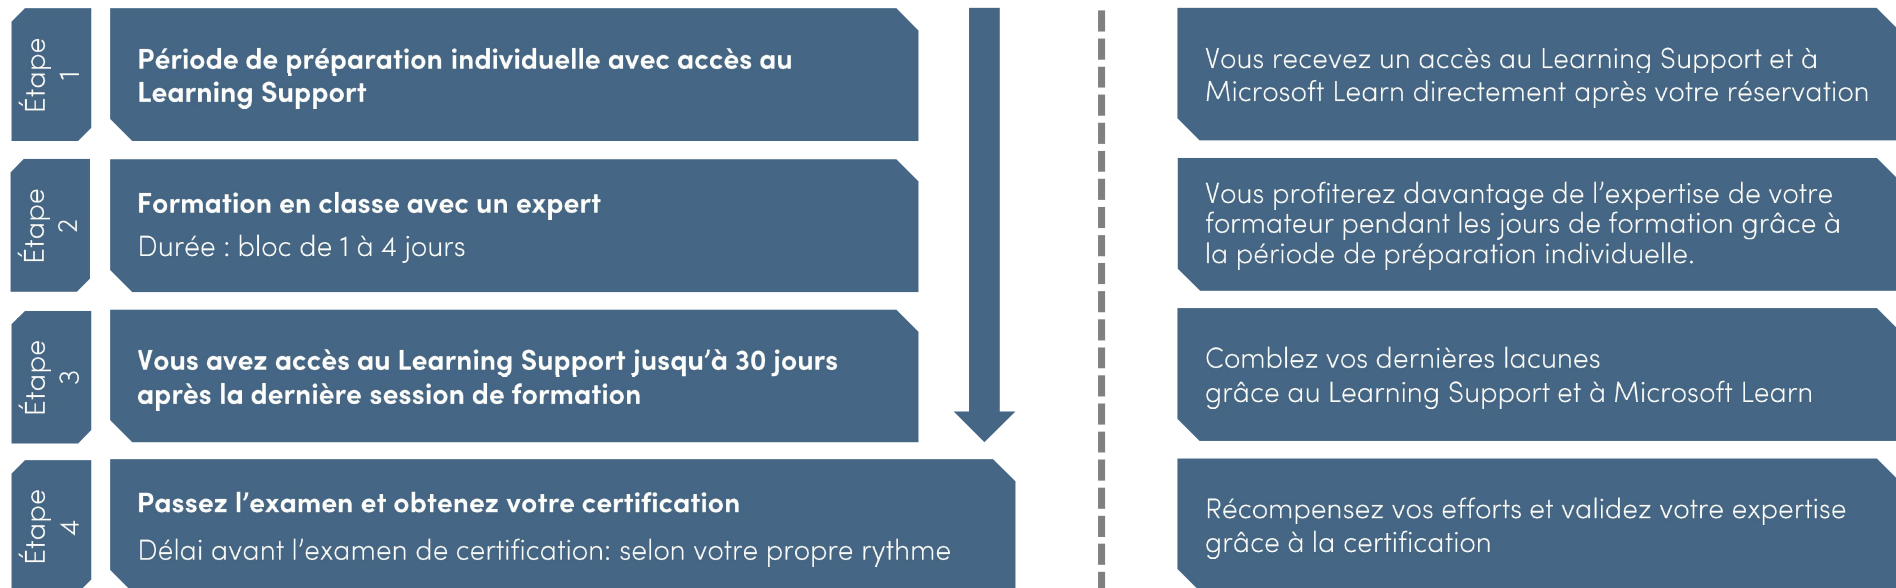 Étape
1
Période de préparation individuelle avec accès au
Learning Support
Vous recevez un accès au Learning Support et à
Microsoft Learn directement après votre réservation
Étape
2
Formation en classe avec un expert
Durée : bloc de 1 à 4 jours
Vous profiterez davantage de l'expertise de votre
formateur pendant les jours de formation grâce à
la période de préparation individuelle.
Étape
3
Vous avez accès au Learning Support jusqu'à 30 jours
après la dernière session de formation
Comblez vos dernières lacunes
grâce au Learning Support et à Microsoft Learn
Étape
4
Passez l'examen et obtenez votre certification
Délai avant l'examen de certification: selon votre propre rythme
Récompensez vos efforts et validez votre expertise
grâce à la certification